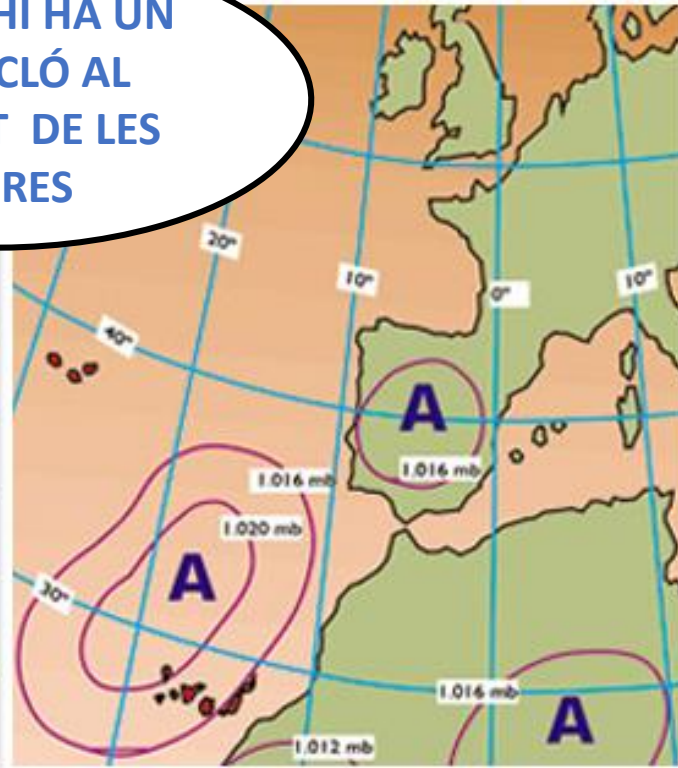 HI HA UN
CLÓ AL
T DE LES
RES
20°
10°
0°
10°
40°
A
1.016 mb
1.016 mb
1.020 mb
A
30°
1.016 mb
A
1.012 mb